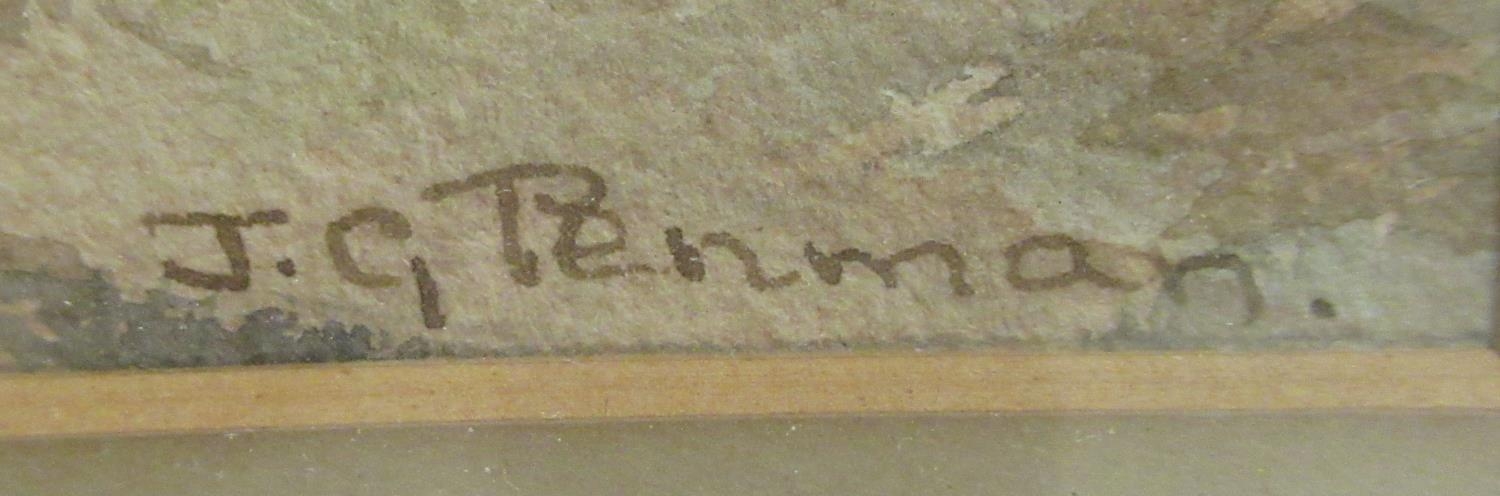 J. G Penman.